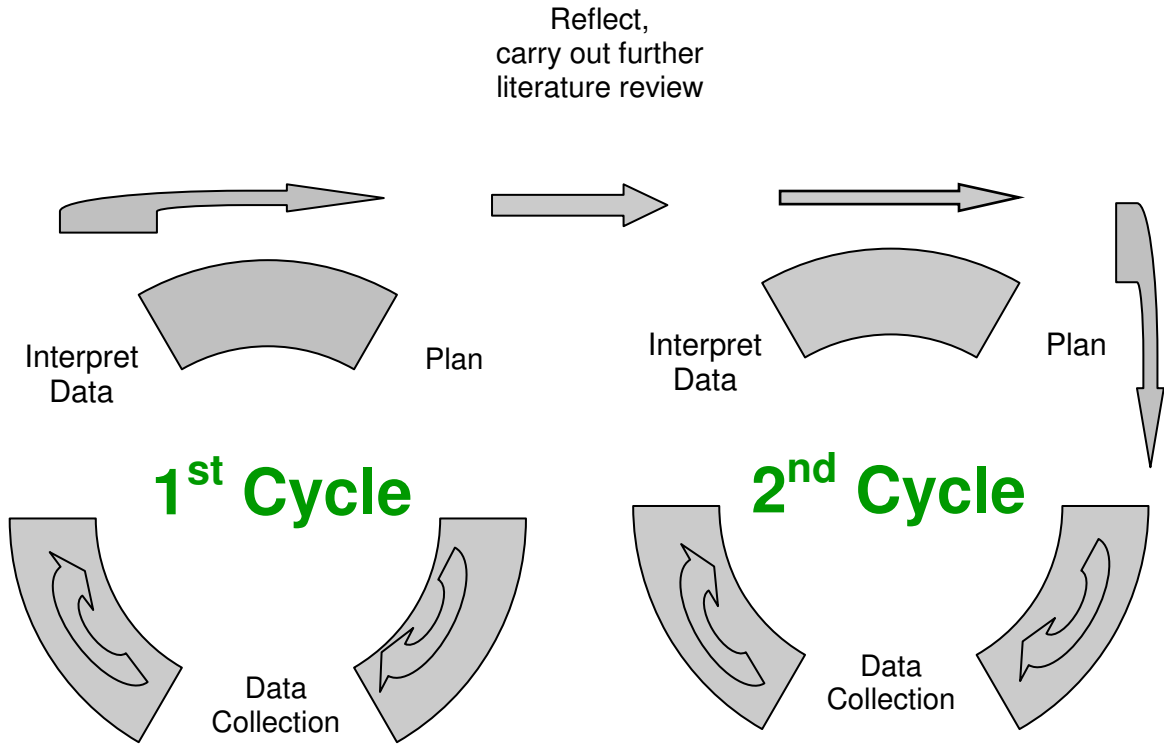 Reflect,
carry out further
literature review
Interpret
Data
Plan
1st Cycle
Data
Collection
Interpret
Data
Plan
2nd Cycle
Data
Collection